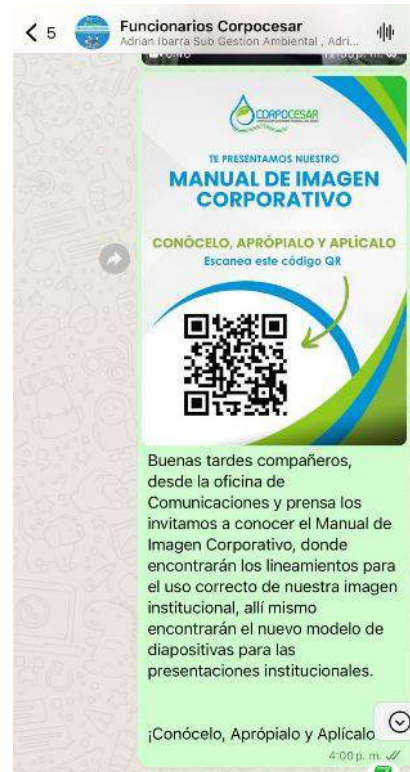 5
Funcionarios Corpocesar
Adrian Ibarra Sub Gestion Ambiental , Adri...
CORPOCESAR
TE PRESENTAMOS NUESTRO
MANUAL DE IMAGEN
CORPORATIVO
CONÓCELO, APRÓPIALO Y APLÍCALO
Escanea este código QR
Buenas tardes compañeros,
desde la oficina de
Comunicaciones y prensa los
invitamos a conocer el Manual de
Imagen Corporativo, donde
encontrarán los lineamientos para
el uso correcto de nuestra imagen
institucional, allí mismo
encontrarán el nuevo modelo de
diapositivas para las
presentaciones institucionales.
¡Conócelo, Aprópialo y Aplícalo
4:00 p. m.